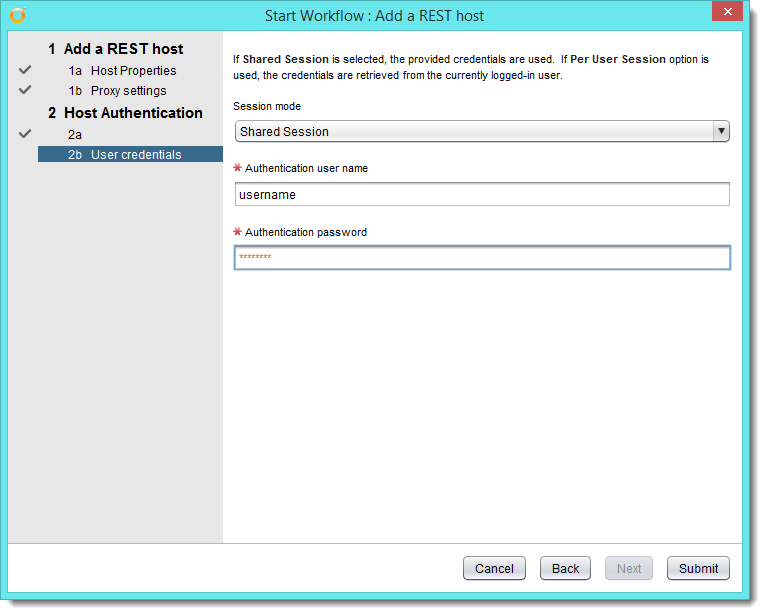 Start Workflow : Add a REST host
1 Add a REST host
1a Host Properties
1b Proxy settings
2 Host Authentication
2a
2b User credentials
If Shared Session is selected, the provided credentials are used. If Per User Session option is
used, the credentials are retrieved from the currently logged-in user.
Session mode
Shared Session
* Authentication user name
username
* Authentication password
********
Cancel Back Next Submit